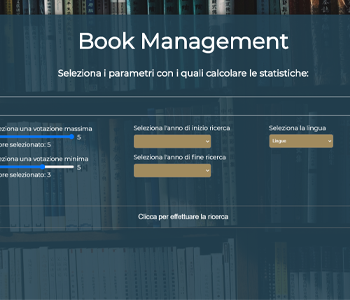 Book Management
Seleziona i parametri con i quali calcolare le statistiche:
eziona una votazione massima
5
ore selezionato: 5
eleziona una votazione minima
5
ore selezionato: 3
Seleziona l'anno di inizio ricerca
Seleziona l'anno di fine ricerca
Seleziona la lingua
Lingue
Clicca per effettuare la ricerca